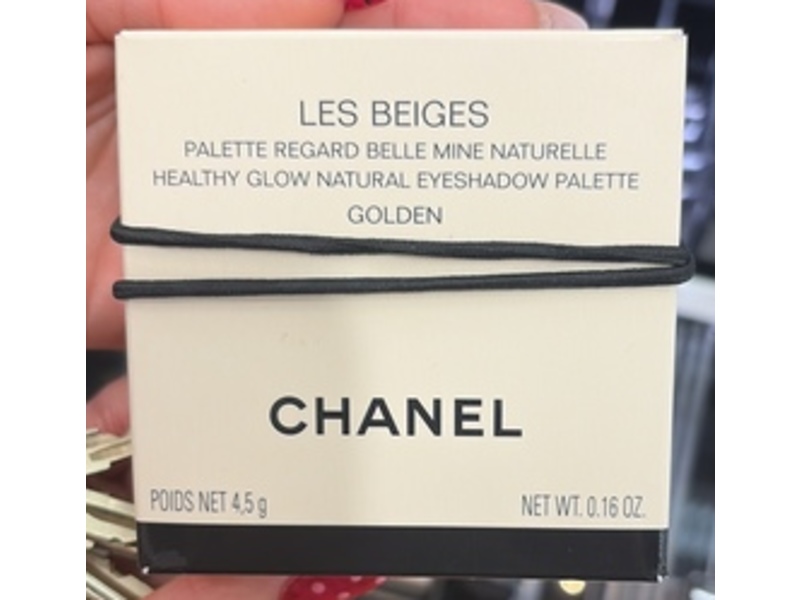 LES BEIGES
PALETTE REGARD BELLE MINE NATURELLE
HEALTHY GLOW NATURAL EYESHADOW PALETTE
GOLDEN
CHANEL
POIDS NET 4,5 g NET WT. 0.16 OZ.